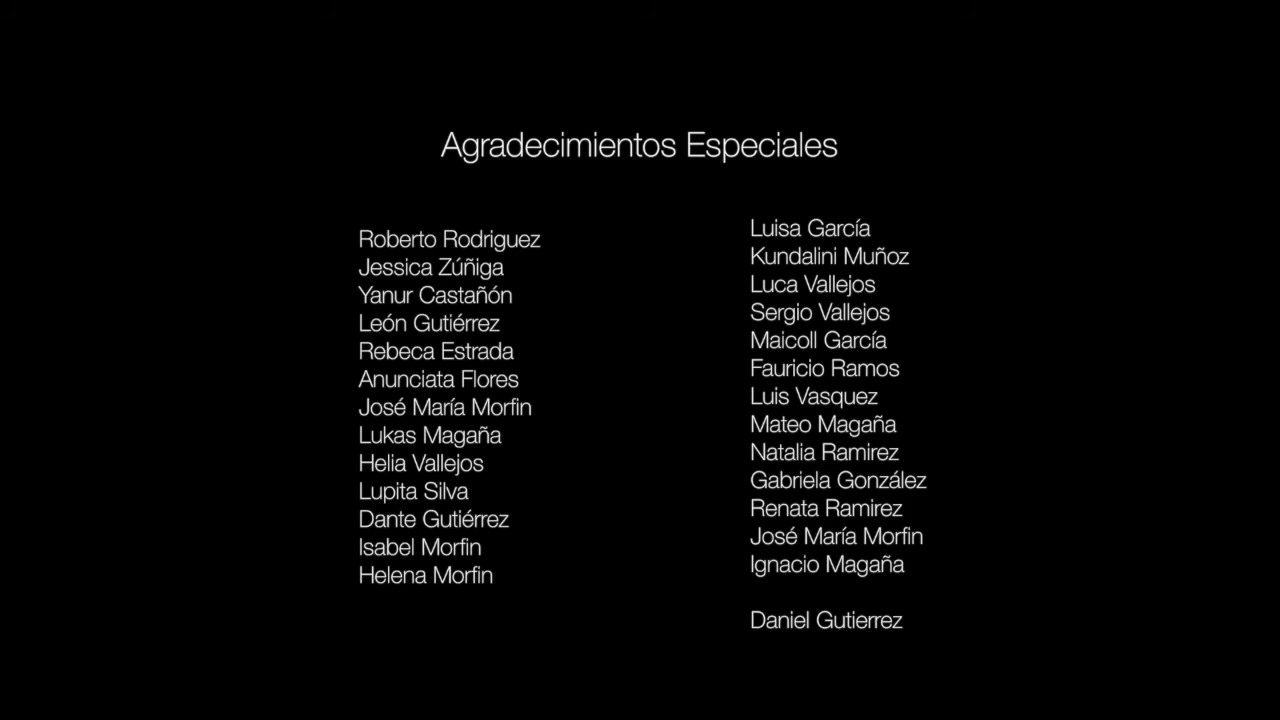 Agradecimientos Especiales
Roberto Rodriguez
Jessica Zúñiga
Yanur Castañón
León Gutiérrez
Rebeca Estrada
Anunciata Flores
José María Morfin
Lukas Magaña
Helia Vallejos
Lupita Silva
Dante Gutiérrez
Isabel Morfin
Helena Morfin
Luisa García
Kundalini Muñoz
Luca Vallejos
Sergio Vallejos
Maicoll García
Fauricio Ramos
Luis Vasquez
Mateo Magaña
Natalia Ramirez
Gabriela González
Renata Ramirez
José María Morfin
Ignacio Magaña
Daniel Gutierrez